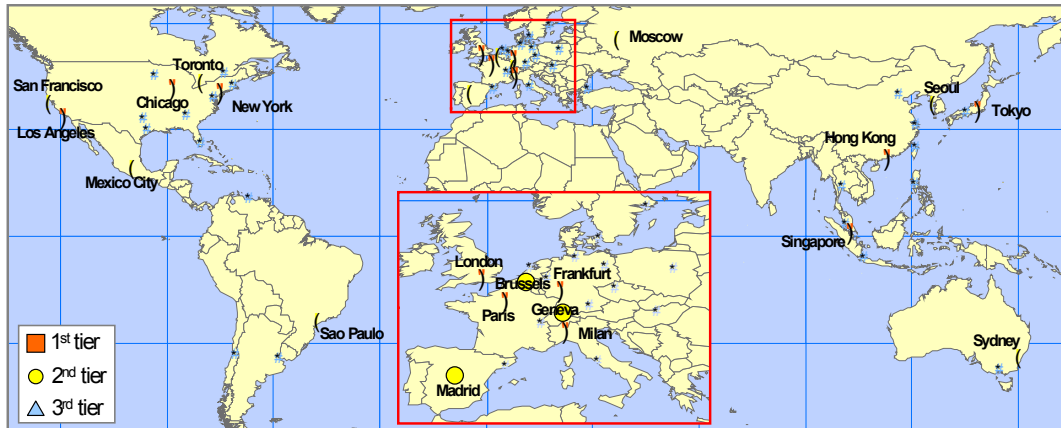 Moscow
Toronto
San Francisco
Chicago
New York
Los Angeles
Seoul
Tokyo
Hong Kong
Mexico City
Singapore
London
Frankfurt
Brussels
Geneva
Paris
Milan
Sao Paulo
Sydney
Madrid
1st tier
2nd tier
3rd tier